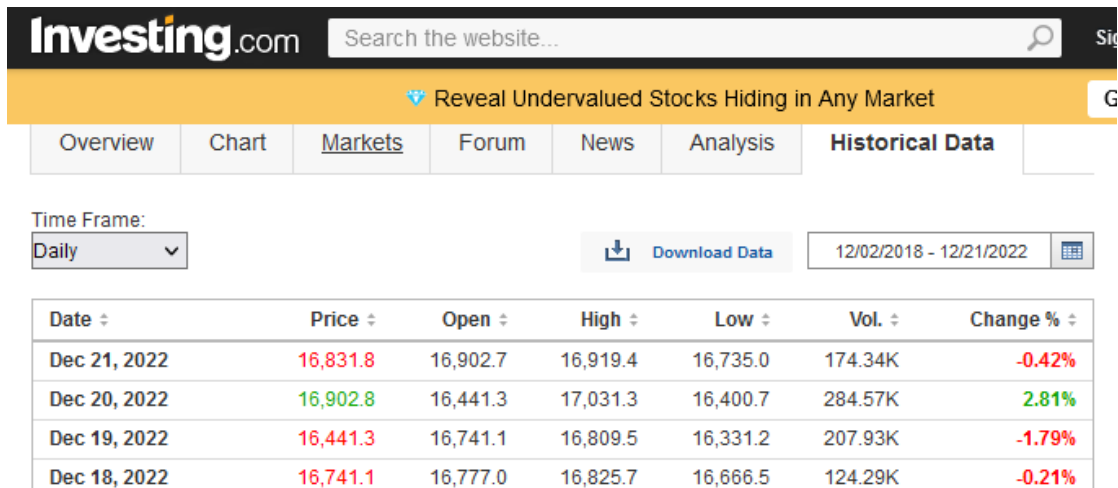 Investing.com Search the website... Sig
Reveal Undervalued Stocks Hiding in Any Market G
Overview Chart Markets Forum News Analysis Historical Data
Time Frame:
Daily Download Data 12/02/2018 - 12/21/2022
Date Price Open High Low Vol. Change %
Dec 21, 2022 16,831.8 16,902.7 16,919.4 16,735.0 174.34K -0.42%
Dec 20, 2022 16,902.8 16,441.3 17,031.3 16,400.7 284.57K 2.81%
Dec 19, 2022 16,441.3 16,741.1 16,809.5 16,331.2 207.93K -1.79%
Dec 18, 2022 16,741.1 16,777.0 16,825.7 16,666.5 124.29K -0.21%